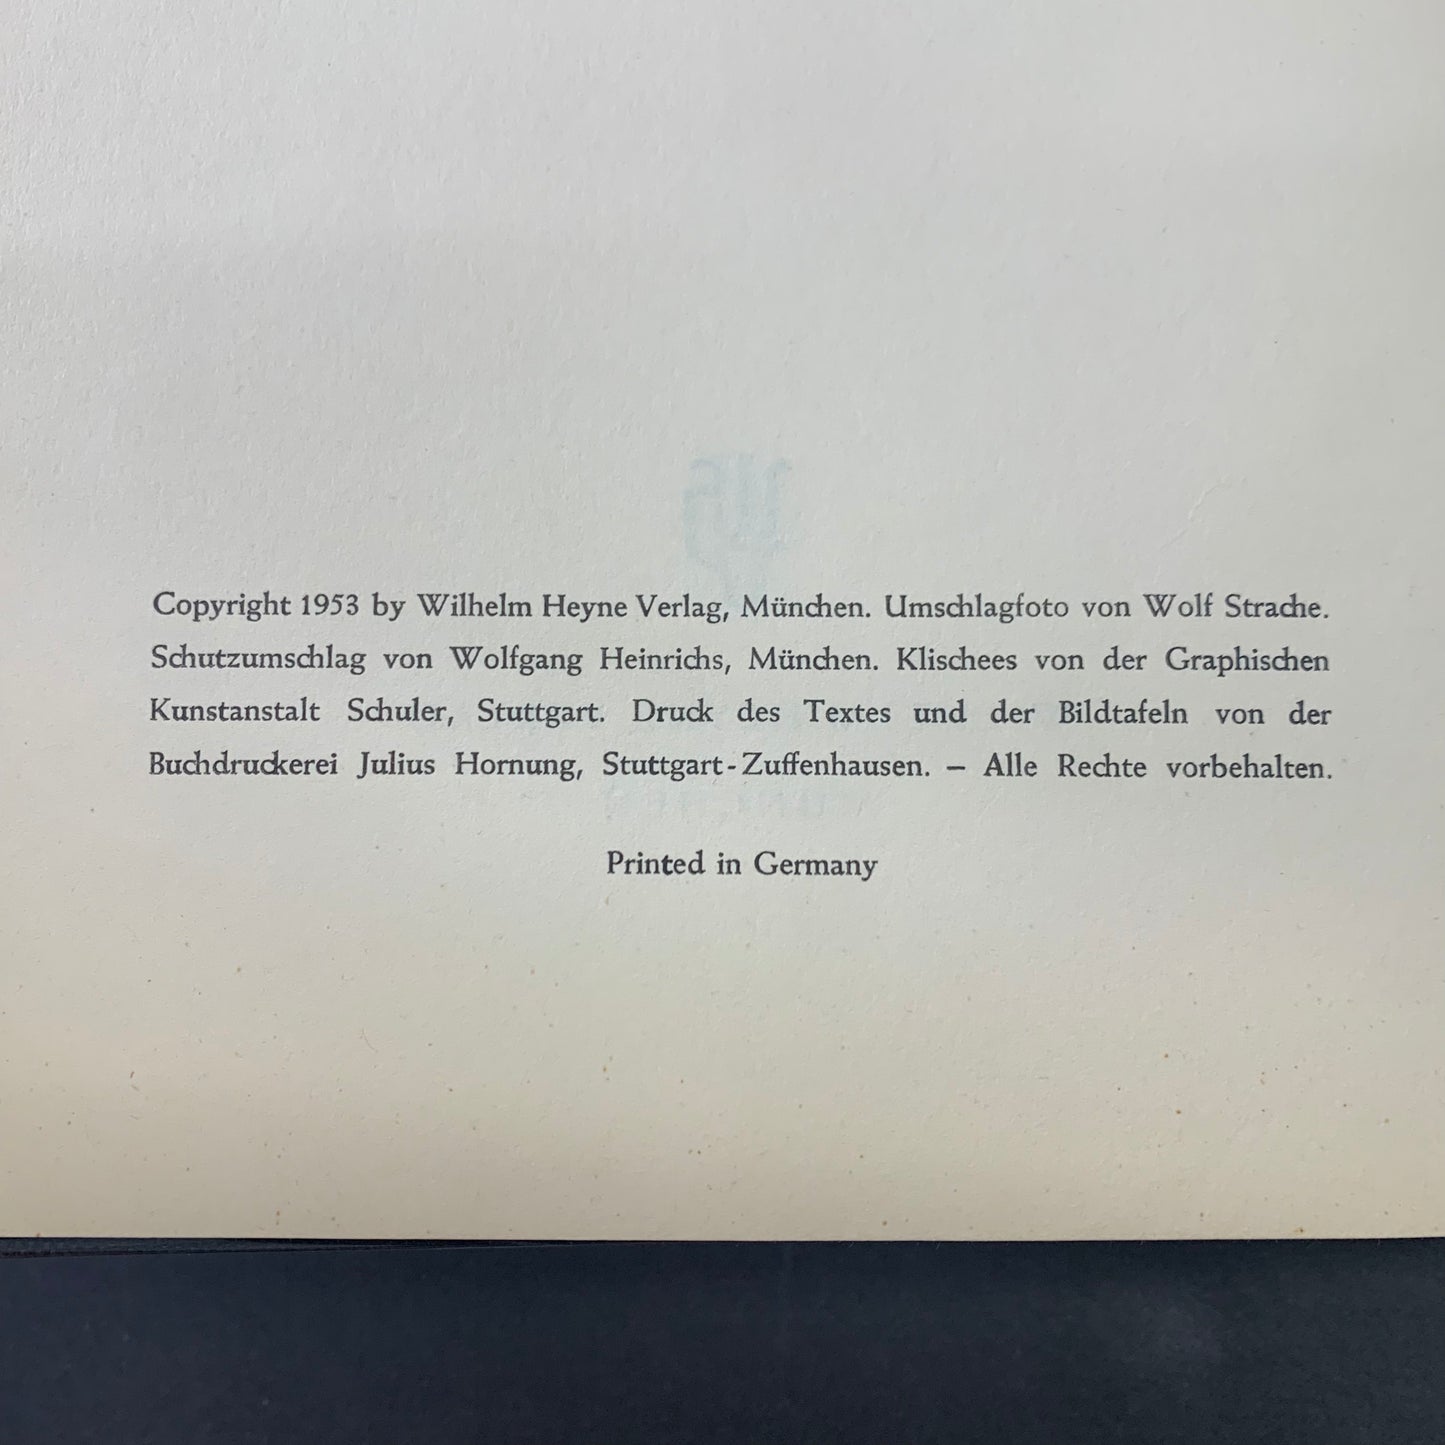 Copyright 1953 by Wilhelm Heyne Verlag, München. Umschlagfoto von Wolf Strache.
Schutzumschlag von Wolfgang Heinrichs, München. Klischees von der Graphischen
Kunstanstalt Schuler, Stuttgart. Druck des Textes und der Bildtafeln von der
Buchdruckerei Julius Hornung, Stuttgart-Zuffenhausen. – Alle Rechte vorbehalten.
Printed in Germany